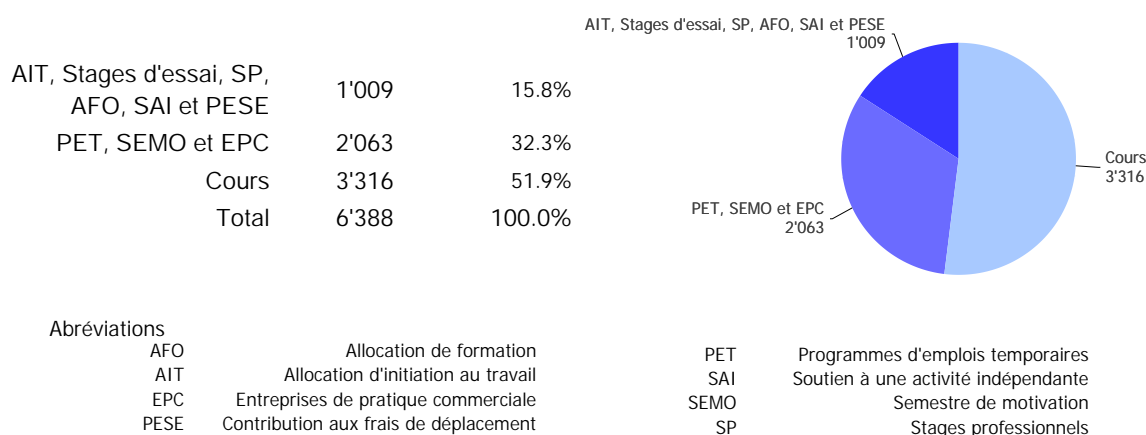 AIT, Stages d'essai, SP,
AFO, SAI et PESE 1'009 15.8%
PET, SEMO et EPC 2'063 32.3%
Cours 3'316 51.9%
Total 6'388 100.0%
AIT, Stages d'essai, SP, AFO, SAI et PESE
1'009
Cours
3'316
PET, SEMO et EPC
2'063
Abréviations
AFO Allocation de formation
AIT Allocation d'initiation au travail
EPC Entreprises de pratique commerciale
PESE Contribution aux frais de déplacement
PET Programmes d'emplois temporaires
SAI Soutien à une activité indépendante
SEMO Semestre de motivation
SP Stages professionnels